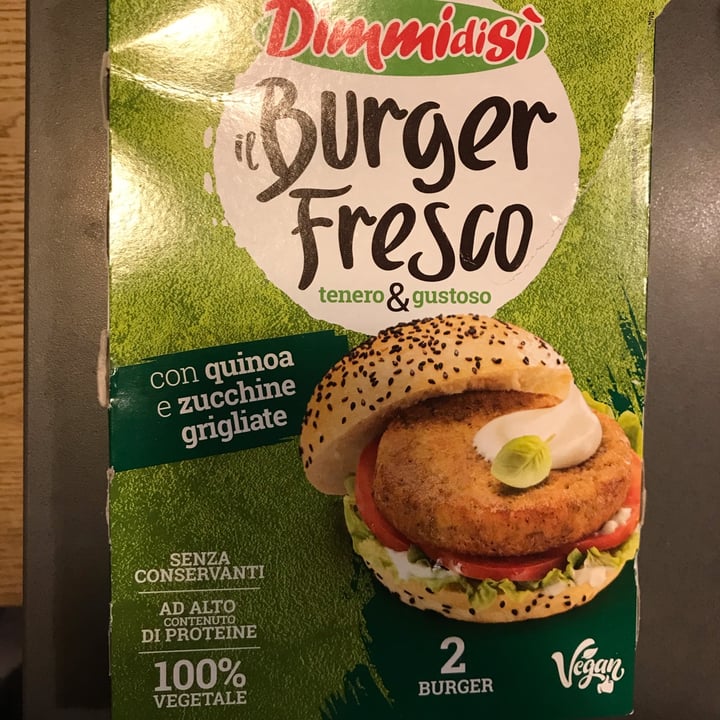 DimmidiSì
il Burger
Fresco
tenero & gustoso
con quinoa
e zucchine
grigliate
SENZA
CONSERVANTI
AD ALTO
CONTENUTO
DI PROTEINE
100%
VEGETALE
2
BURGER
Vegan